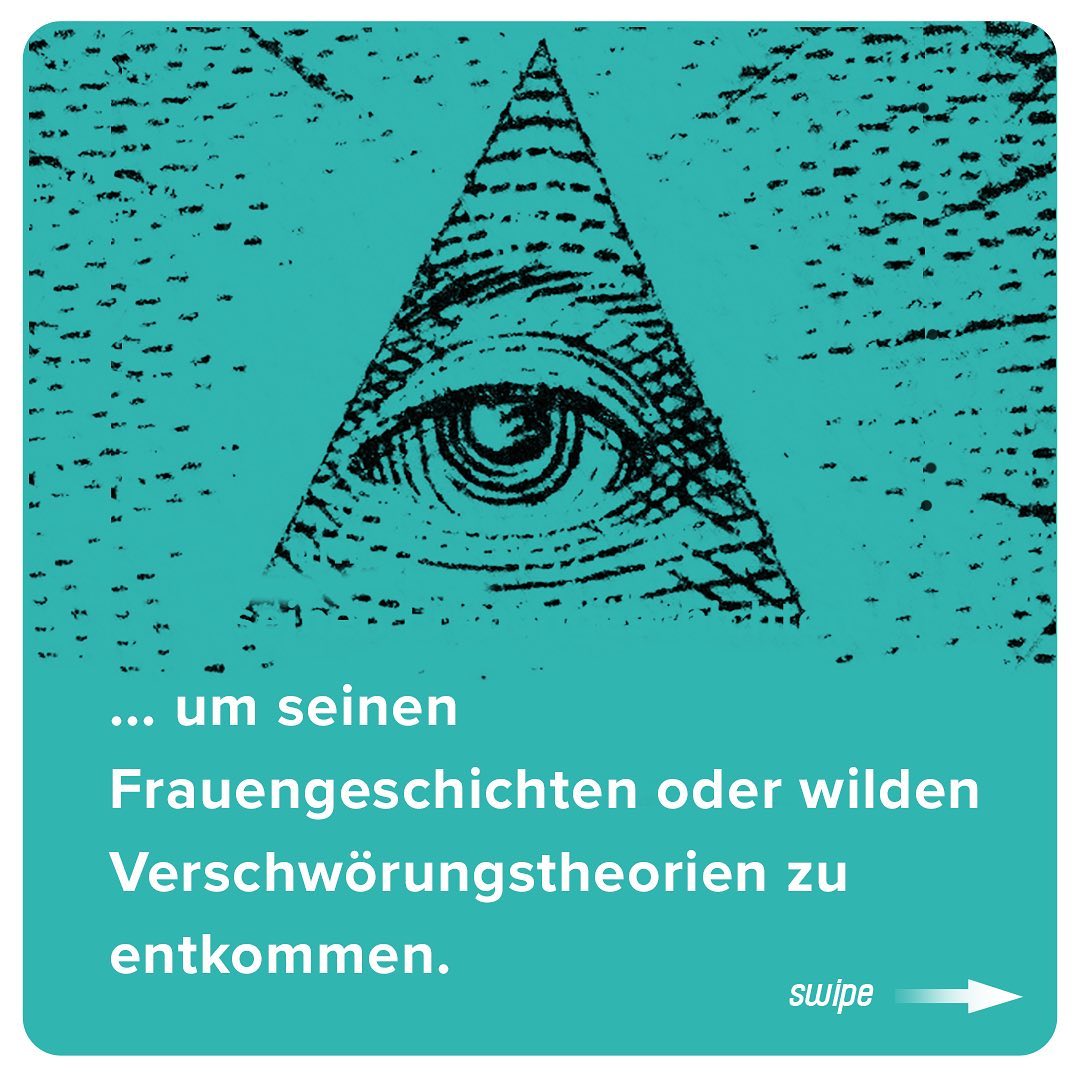 ... um seinen
Frauengeschichten oder wilden
Verschwörungstheorien zu
entkommen.
swipe